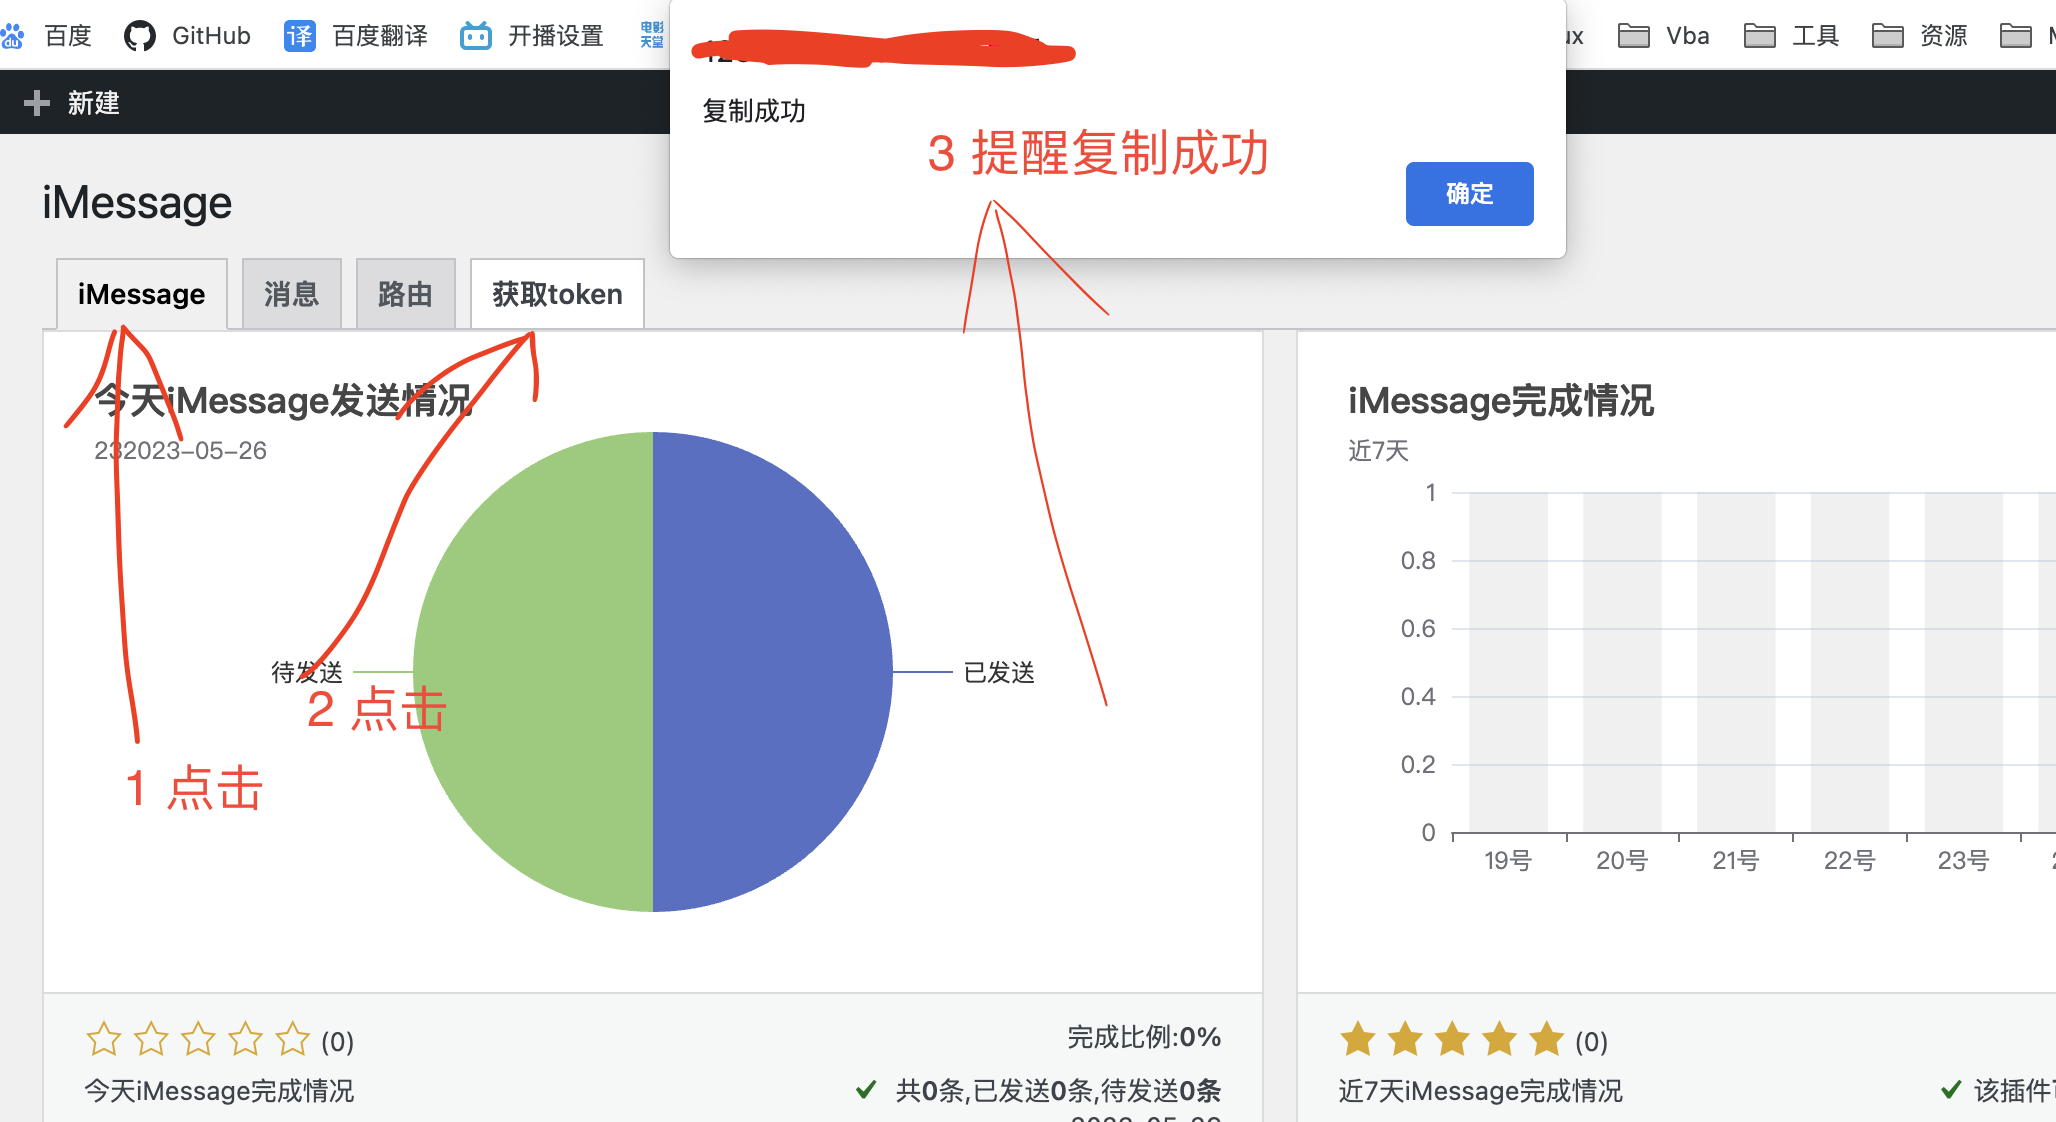 百度
GitHub
译
百度翻译
开播设置
电影
天堂
Vba
工具
资源
新建
复制成功
3 提醒复制成功
确定
iMessage
iMessage
消息
路由
获取token
今天iMessage发送情况
232023-05-26
待发送
已发送
2 点击
1 点击
iMessage完成情况
近7天
1
0.8
0.6
0.4
0.2
0
19号
20号
21号
22号
23号
(0)
完成比例:0%
今天iMessage完成情况
共0条,已发送0条,待发送0条
(0)
近7天iMessage完成情况
该插件